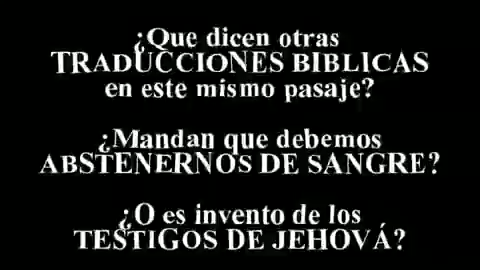 ¿Que dicen otras
TRADUCCIONES BIBLICAS
en este mismo pasaje?
¿Mandan que debemos
ABSTENERNOS DE SANGRE?
¿O es invento de los
TESTIGOS DE JEHOVÁ?